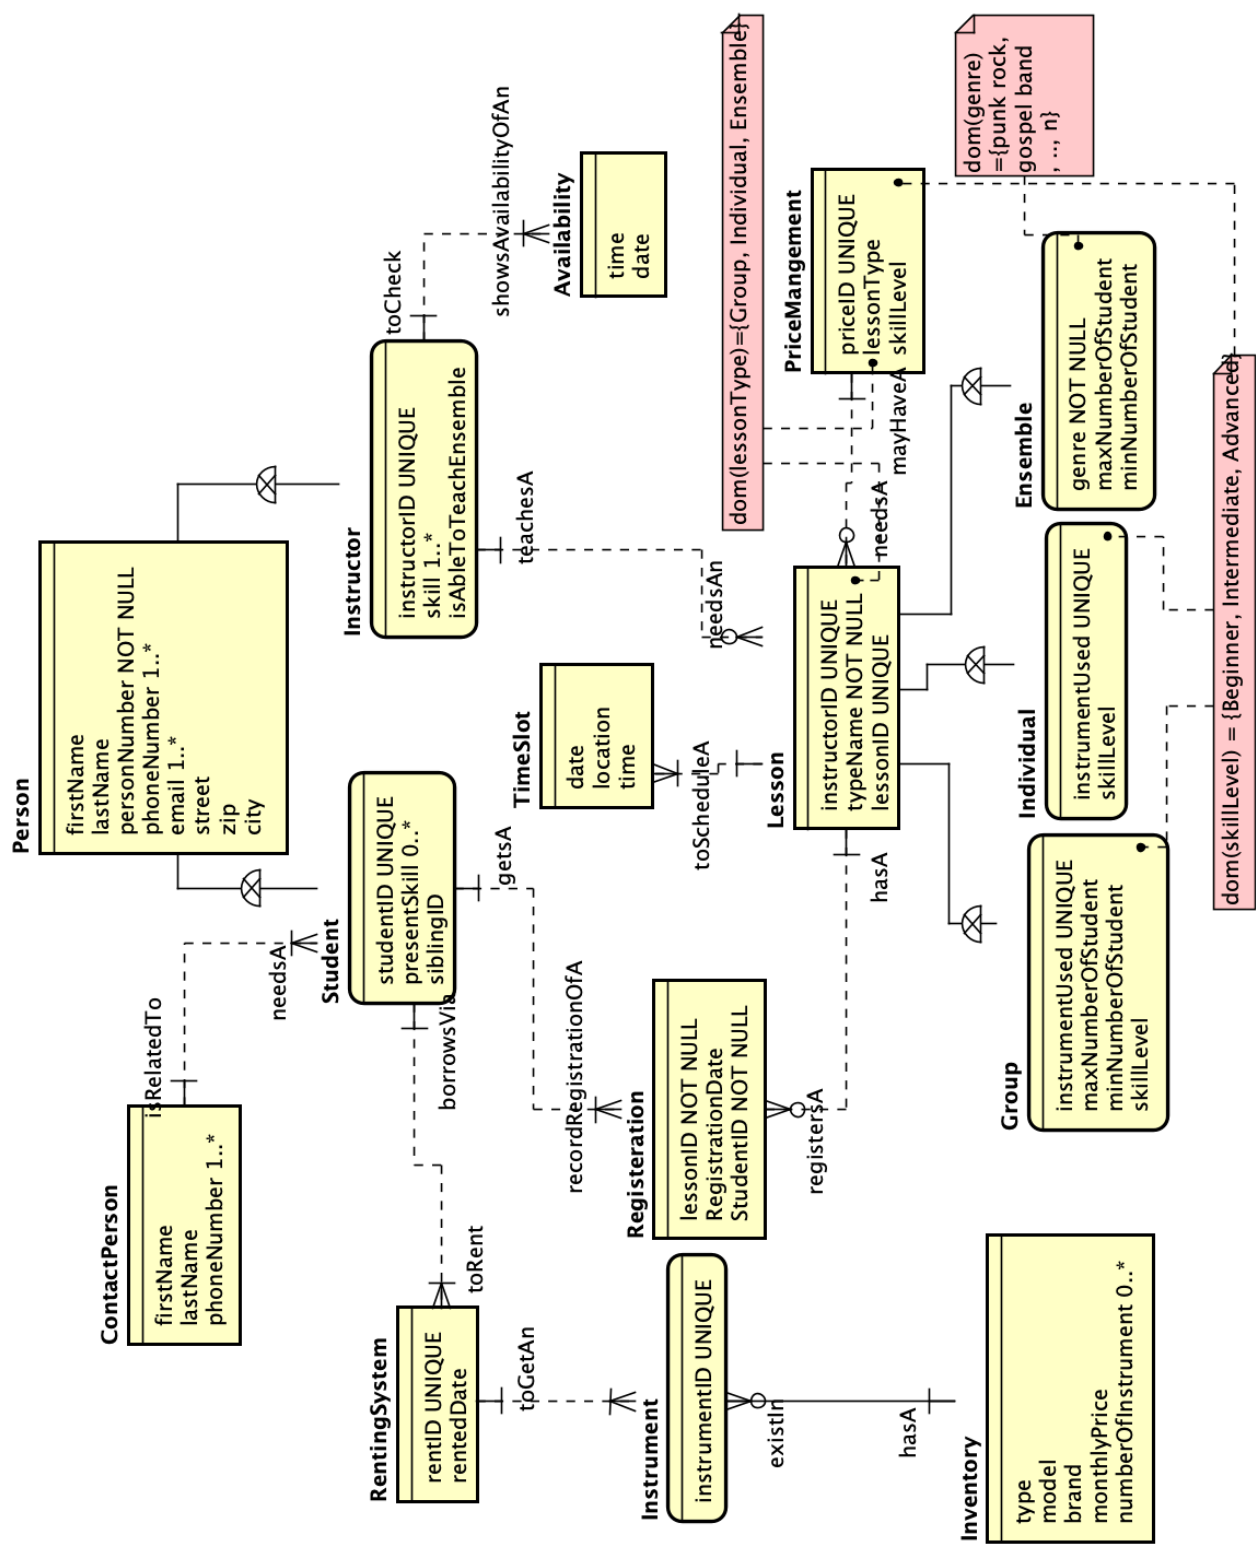 Person
firstName
lastName
personNumber NOT NULL
phoneNumber 1..*
email 1..*
street
zip
city
ContactPerson
firstName
lastName
phoneNumber 1..*
isRelatedTo
needsA
Student
studentID UNIQUE
presentSkill 0..*
siblingID
Instructor
instructorID UNIQUE
skill 1..*
isAbleToTeachEnsemble
toCheck
showsAvailabilityOfAn
Availability
time
date
borrowsVia
toRent
RentingSystem
rentID UNIQUE
rentedDate
toGetAn
getsA
recordRegistrationOfA
teachesA
needsAn
TimeSlot
date
location
time
toScheduleA
Instrument
instrumentID UNIQUE
existIn
hasA
Registeration
lessonID NOT NULL
RegistrationDate
StudentID NOT NULL
registersA
hasA
Lesson
instructorID UNIQUE
typeName NOT NULL
lessonID UNIQUE
needsA
mayHaveA
dom(lessonType)={Group, Individual, Ensemble}
PriceMangement
priceID UNIQUE
lessonType
skillLevel
dom(genre)
={punk rock,
gospel band
, .., n}
Inventory
type
model
brand
monthlyPrice
numberOfInstrument 0..*
Group
instrumentUsed UNIQUE
maxNumberOfStudent
minNumberOfStudent
skillLevel
Individual
instrumentUsed UNIQUE
skillLevel
Ensemble
genre NOT NULL
maxNumberOfStudent
minNumberOfStudent
dom(skillLevel) = {Beginner, Intermediate, Advanced}